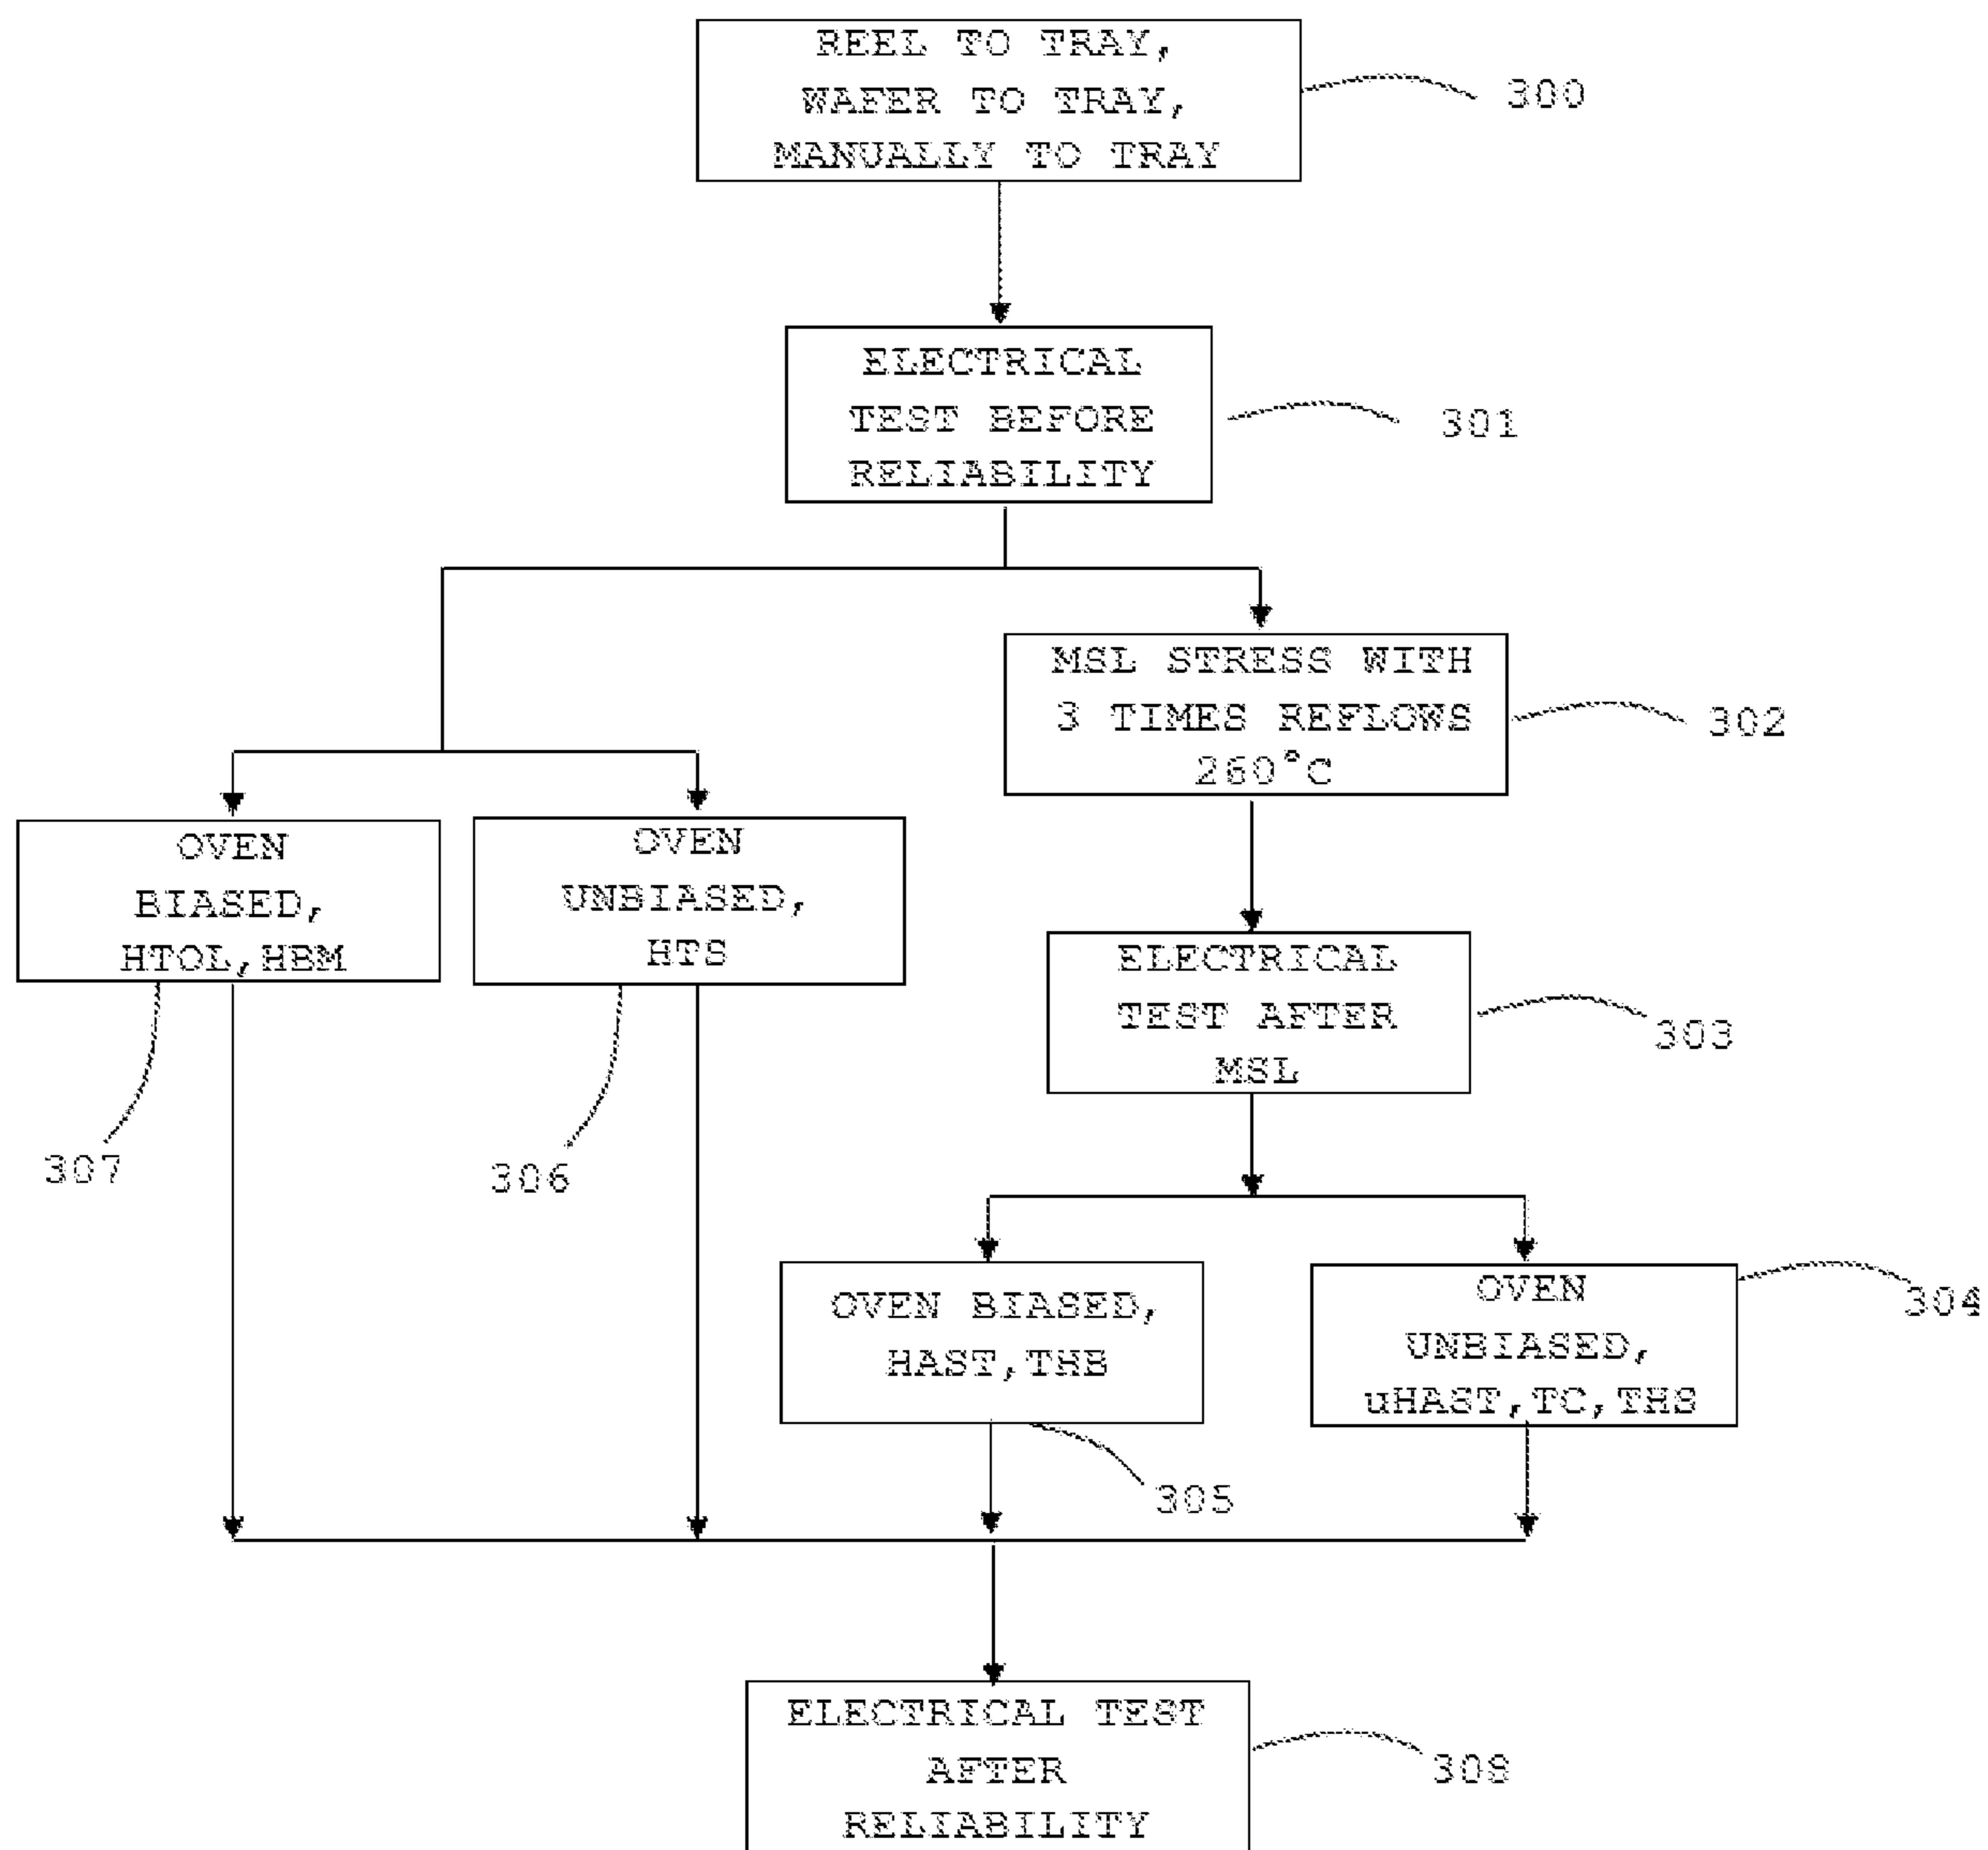 REEL TO TRAY,
WAFER TO TRAY,
MANUALLY TO TRAY
300
ELECTRICAL
TEST BEFORE
RELIABILITY
301
MSL STRESS WITH
3 TIMES REFLOWS
260°C
302
OVEN
BIASED,
HTOL,HBM
307
OVEN
UNBIASED,
HTS
306
ELECTRICAL
TEST AFTER
MSL
303
OVEN BIASED,
HAST,THB
305
OVEN
UNBIASED,
uHAST,TC,THS
304
ELECTRICAL TEST
AFTER
RELIABILITY
308